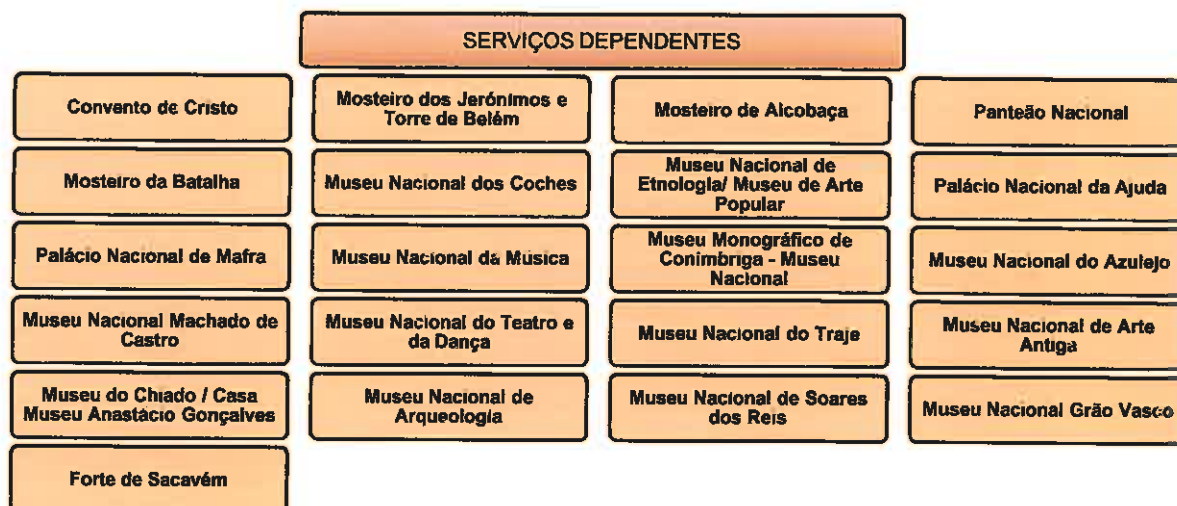 SERVIÇOS DEPENDENTES
Convento de Cristo
Mosteiro dos Jerónimos e
Torre de Belém
Mosteiro de Alcobaça
Panteão Nacional
Mosteiro da Batalha
Museu Nacional dos Coches
Museu Nacional de
Etnologia/ Museu de Arte
Popular
Palácio Nacional da Ajuda
Palácio Nacional de Mafra
Museu Nacional da Música
Museu Monográfico de
Conimbriga - Museu
Nacional
Museu Nacional do Azulejo
Museu Nacional Machado de
Castro
Museu Nacional do Teatro e
da Dança
Museu Nacional do Traje
Museu Nacional de Arte
Antiga
Museu do Chiado / Casa
Museu Anastácio Gonçalves
Museu Nacional de
Arqueologia
Museu Nacional de Soares
dos Reis
Museu Nacional Grão Vasco
Forte de Sacavém